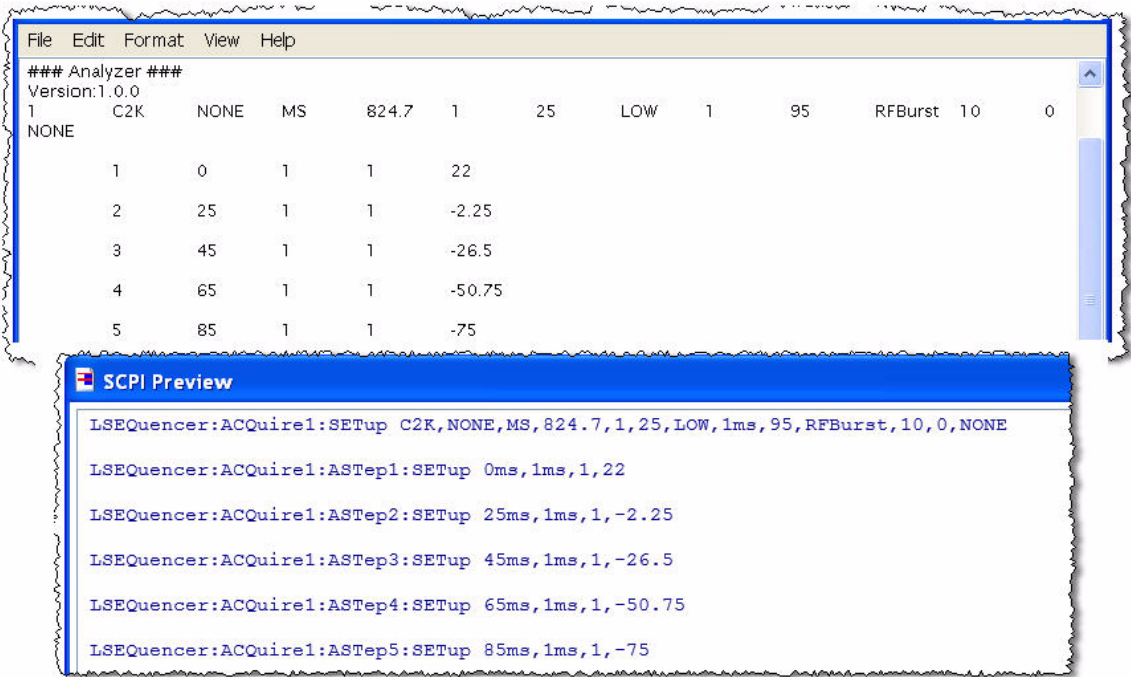 File Edit Format View Help
### Analyzer ###
Version:1.0.0
1 C2K NONE MS 824.7 1 25 LOW 1 95 RFBurst 10 0
NONE
1 0 1 1 22
2 25 1 1 -2.25
3 45 1 1 -26.5
4 65 1 1 -50.75
5 85 1 1 -75
SCPI Preview
LSEQuencer:ACQuire1:SETup C2K,NONE,MS,824.7,1,25,LOW,1ms,95,RFBurst,10,0,NONE
LSEQuencer:ACQuire1:ASTep1:SETup 0ms,1ms,1,22
LSEQuencer:ACQuire1:ASTep2:SETup 25ms,1ms,1,-2.25
LSEQuencer:ACQuire1:ASTep3:SETup 45ms,1ms,1,-26.5
LSEQuencer:ACQuire1:ASTep4:SETup 65ms,1ms,1,-50.75
LSEQuencer:ACQuire1:ASTep5:SETup 85ms,1ms,1,-75